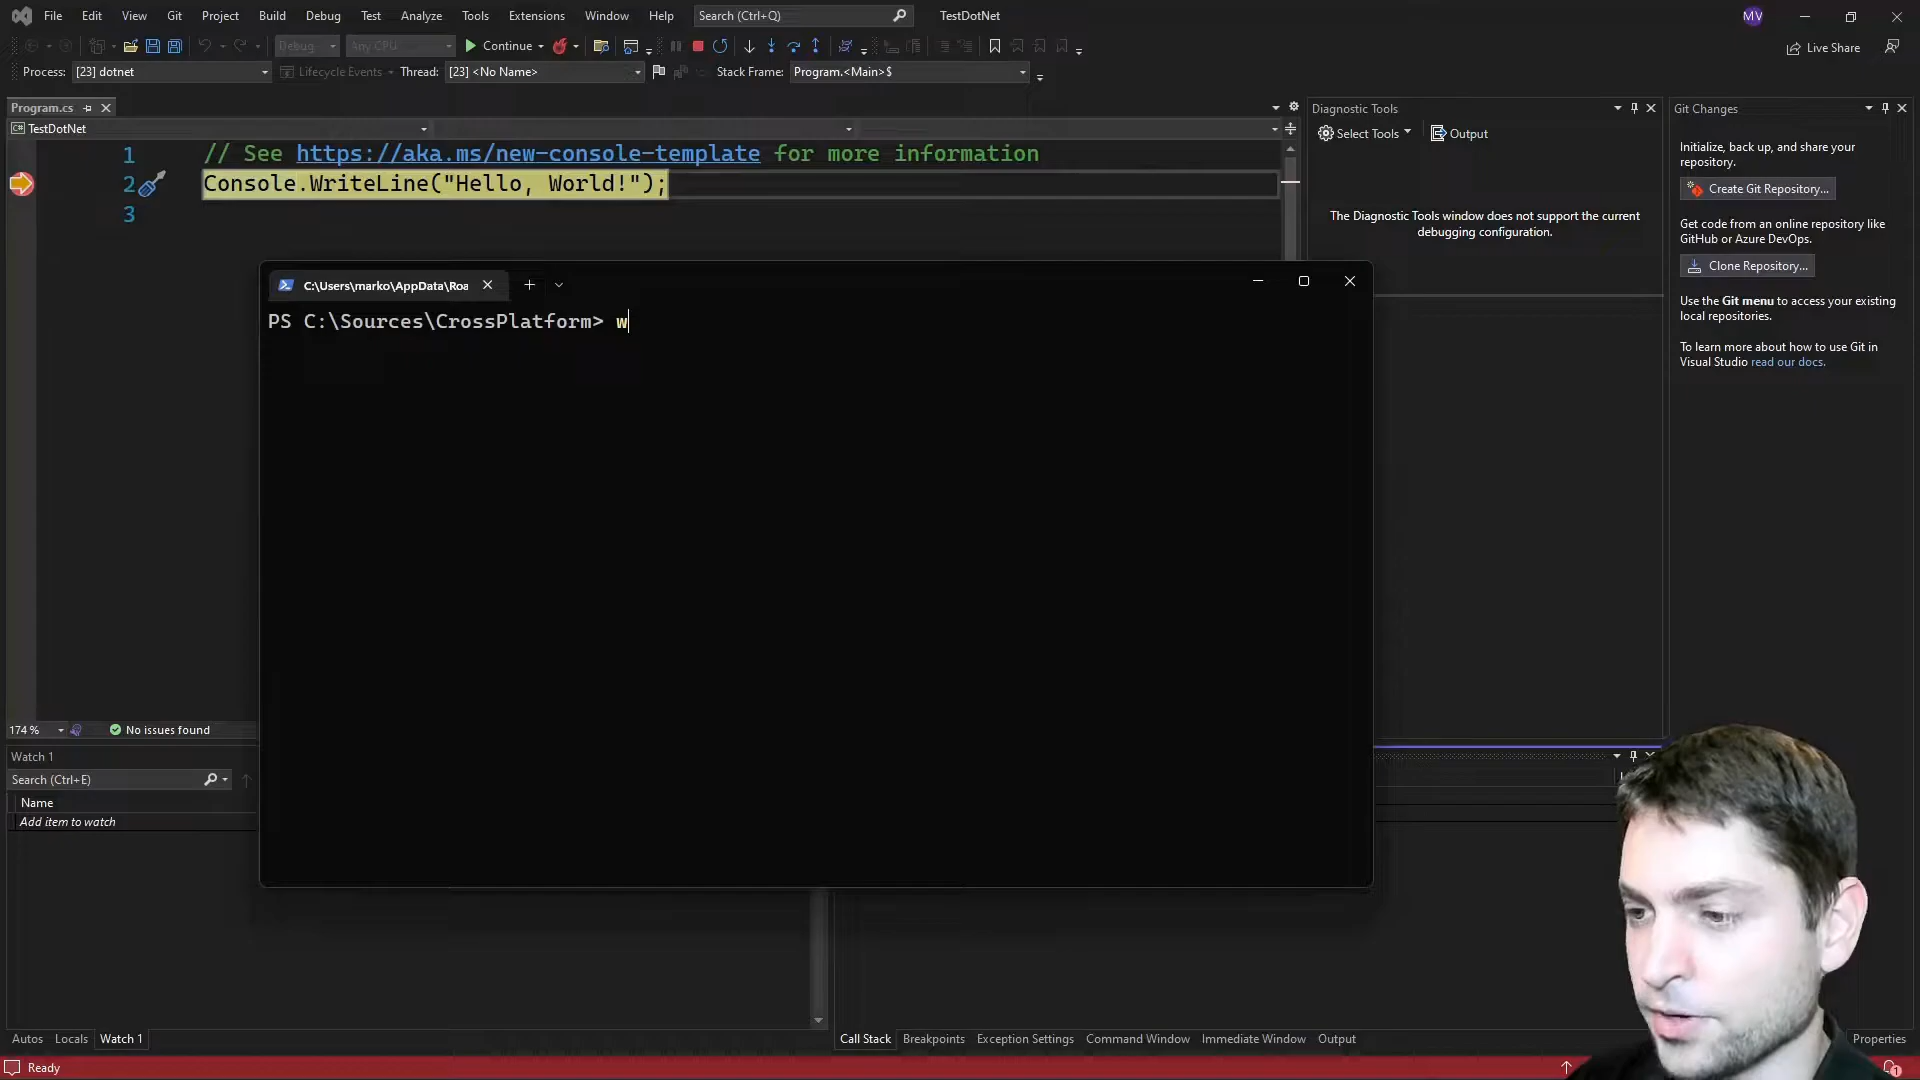 File Edit View Git Project Build Debug Test Analyze Tools Extensions Window Help Search (Ctrl+Q) TestDotNet MV
Debug Any CPU Continue Live Share
Process: [23] dotnet Lifecycle Events Thread: [23] <No Name> Stack Frame: Program.<Main>$
Program.cs
TestDotNet
1 // See https://aka.ms/new-console-template for more information
2 Console.WriteLine("Hello, World!");
3
Diagnostic Tools
Select Tools Output
The Diagnostic Tools window does not support the current
debugging configuration.
Git Changes
Initialize, back up, and share your
repository.
Create Git Repository...
Get code from an online repository like
GitHub or Azure DevOps.
Clone Repository...
Use the Git menu to access your existing
local repositories.
To learn more about how to use Git in
Visual Studio read our docs.
C:\Users\marko\AppData\Roa
PS C:\Sources\CrossPlatform> w
174 % No issues found
Watch 1
Search (Ctrl+E)
Name
Add item to watch
Autos Locals Watch 1
Call Stack Breakpoints Exception Settings Command Window Immediate Window Output
Properties
Ready
1